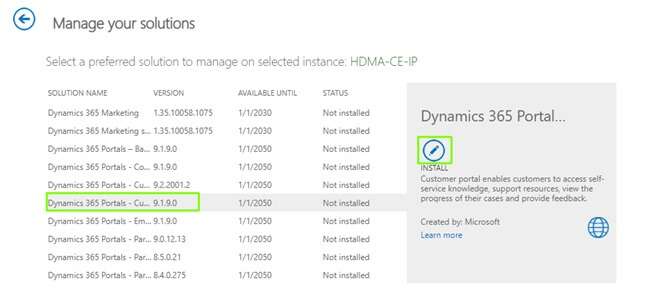 Manage your solutions
Select a preferred solution to manage on selected instance: HDMA-CE-IP
SOLUTION NAME VERSION AVAILABLE UNTIL STATUS
Dynamics 365 Marketing 1.35.10058.1075 1/1/2030 Not installed
Dynamics 365 Marketing s... 1.35.10058.1075 1/1/2030 Not installed
Dynamics 365 Portals – Ba... 9.1.9.0 1/1/2050 Not installed
Dynamics 365 Portals - Co... 9.1.9.0 1/1/2050 Not installed
Dynamics 365 Portals - Cu... 9.2.2001.2 1/1/2050 Not installed
Dynamics 365 Portals - Cu... 9.1.9.0 1/1/2050 Not installed
Dynamics 365 Portals - Em... 9.1.9.0 1/1/2050 Not installed
Dynamics 365 Portals - Par... 9.0.12.13 1/1/2050 Not installed
Dynamics 365 Portals - Par... 8.5.0.21 1/1/2050 Not installed
Dynamics 365 Portals - Par... 8.4.0.275 1/1/2050 Not installed
Dynamics 365 Portal...
INSTALL
Customer portal enables customers to access self-
service knowledge, support resources, view the
progress of their cases and provide feedback.
Created by: Microsoft
Learn more